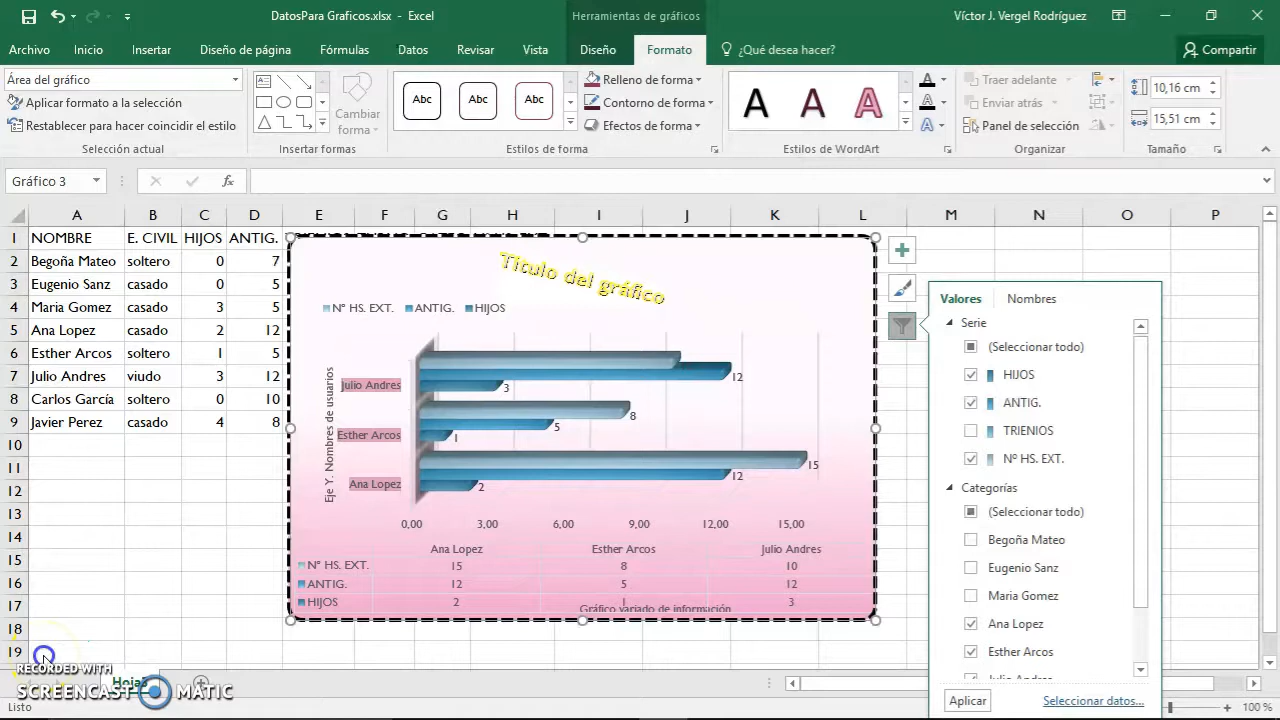 DatosPara Graficos.xlsx - Excel
Herramientas de gráficos
Víctor J. Vergel Rodríguez
Archivo Inicio Insertar Diseño de página Fórmulas Datos Revisar Vista Diseño Formato ¿Qué desea hacer? Compartir
Área del gráfico
Aplicar formato a la selección
Restablecer para hacer coincidir el estilo
Selección actual
Cambiar forma
Insertar formas
Abc Abc Abc
Relleno de forma
Contorno de forma
Efectos de forma
Estilos de forma
A A A
Estilos de WordArt
Traer adelante
Enviar atrás
Panel de selección
Organizar
10,16 cm
15,51 cm
Tamaño
Gráfico 3
fx
A B C D E F G H I J K L M N O P
1 NOMBRE E. CIVIL HIJOS ANTIG.
2 Begoña Mateo soltero 0 7
3 Eugenio Sanz casado 0 5
4 Maria Gomez casado 3 5
5 Ana Lopez casado 2 12
6 Esther Arcos soltero 1 5
7 Julio Andres viudo 3 12
8 Carlos García soltero 0 10
9 Javier Perez casado 4 8
10
11
12
13
14
15
16
17
18
19
Título del gráfico
Nº HS. EXT. ANTIG. HIJOS
Eje Y. Nombres de usuarios
Julio Andres
12
3
Esther Arcos
8
5
1
Ana Lopez
15
12
2
0,00 3,00 6,00 9,00 12,00 15,00
Ana Lopez Esther Arcos Julio Andres
Nº HS. EXT. 15 8 10
ANTIG. 12 5 12
HIJOS 2 1 3
Gráfico variado de información
Valores Nombres
Serie
(Seleccionar todo)
HIJOS
ANTIG.
TRIENIOS
Nº HS. EXT.
Categorías
(Seleccionar todo)
Begoña Mateo
Eugenio Sanz
Maria Gomez
Ana Lopez
Esther Arcos
Julio Andres
Aplicar Seleccionar datos...
RECORDED WITH
SCREENCAST MATIC
Listo
100 %